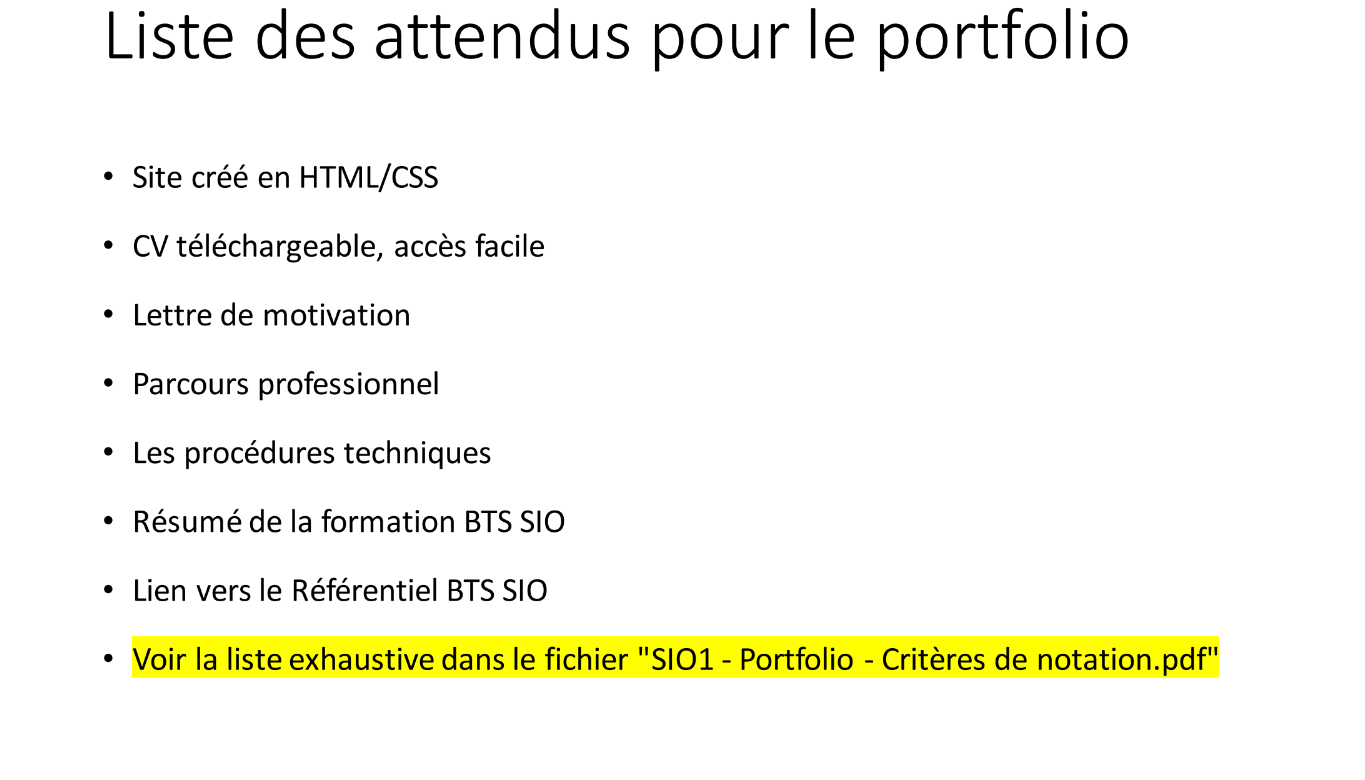 Liste des attendus pour le portfolio
• Site créé en HTML/CSS
• CV téléchargeable, accès facile
• Lettre de motivation
• Parcours professionnel
• Les procédures techniques
• Résumé de la formation BTS SIO
• Lien vers le Référentiel BTS SIO
• Voir la liste exhaustive dans le fichier "SIO1 - Portfolio - Critères de notation.pdf"